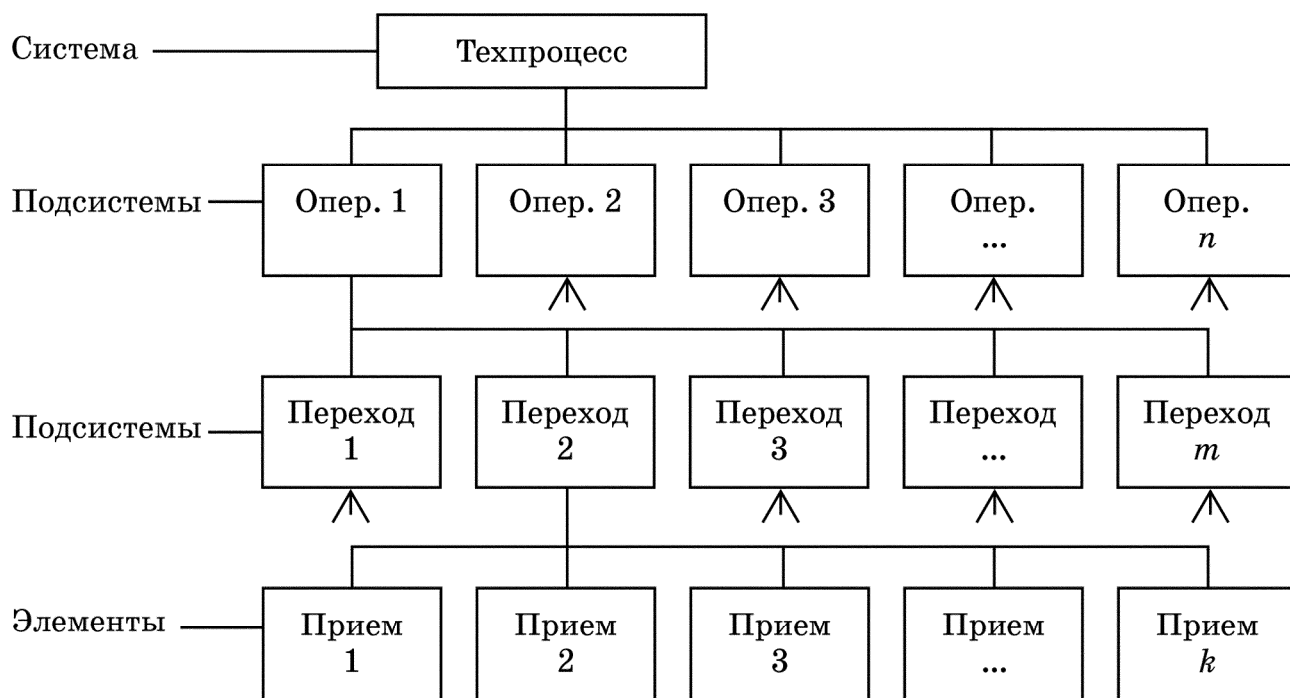 Система
Техпроцесс
Подсистемы
Опер. 1
Опер. 2
Опер. 3
Опер.
...
Опер.
n
Подсистемы
Переход
1
Переход
2
Переход
3
Переход
...
Переход
m
Элементы
Прием
1
Прием
2
Прием
3
Прием
...
Прием
k